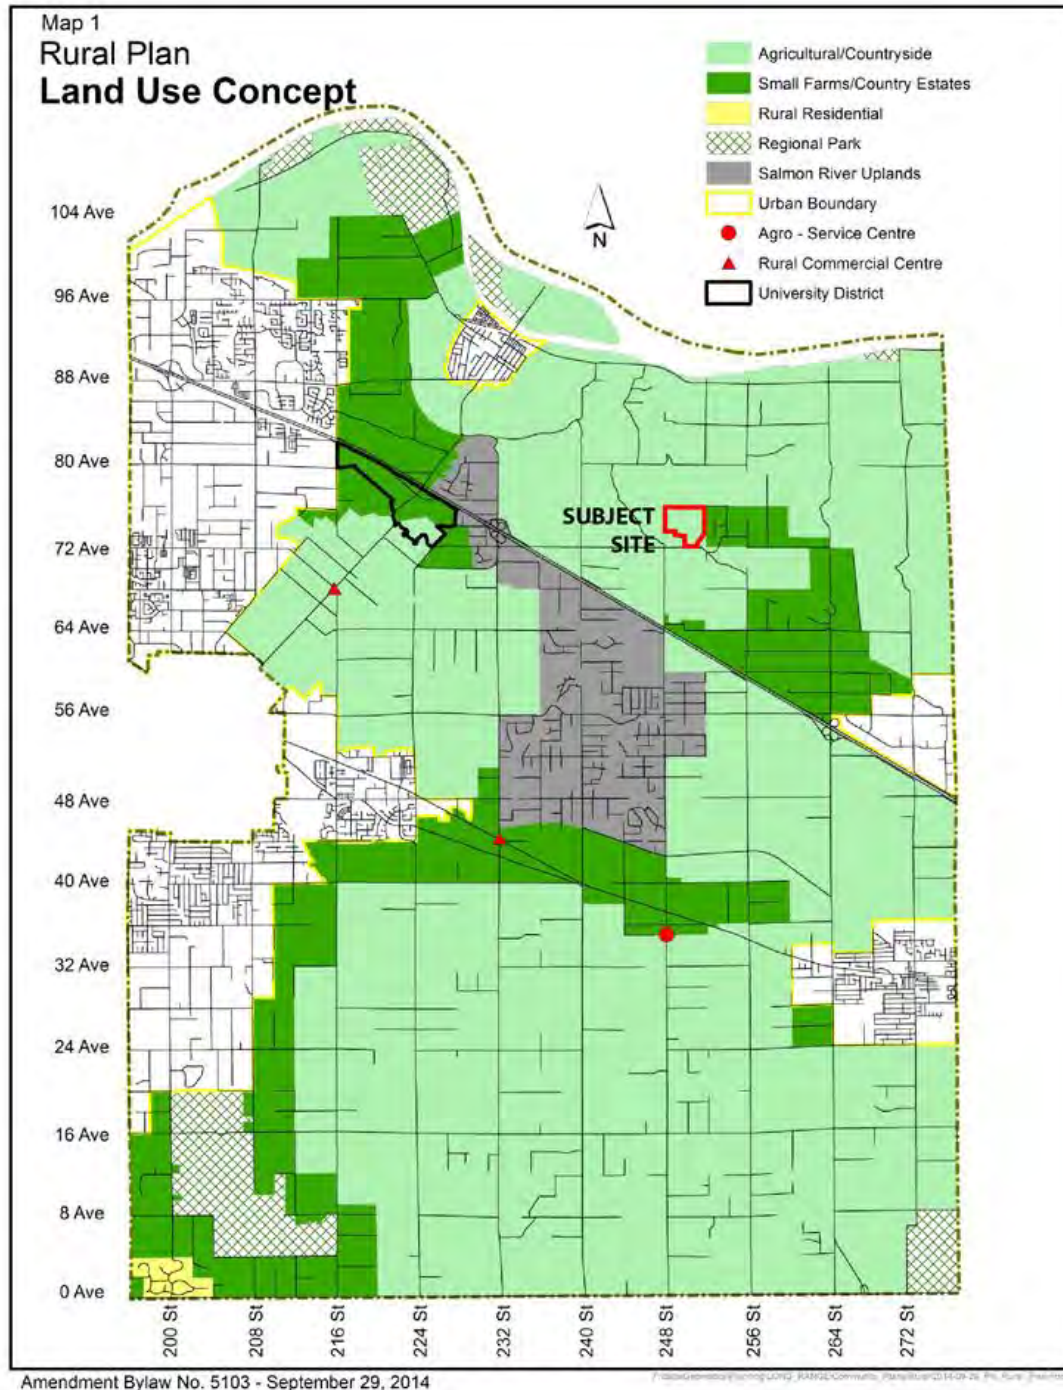 Map 1
Rural Plan
Land Use Concept
Agricultural/Countryside
Small Farms/Country Estates
Rural Residential
Regional Park
Salmon River Uplands
Urban Boundary
Agro - Service Centre
Rural Commercial Centre
University District
N
104 Ave
96 Ave
88 Ave
80 Ave
72 Ave
64 Ave
56 Ave
48 Ave
40 Ave
32 Ave
24 Ave
16 Ave
8 Ave
0 Ave
SUBJECT
SITE
200 St
208 St
216 St
224 St
232 St
240 St
248 St
256 St
264 St
272 St
Amendment Bylaw No. 5103 - September 29, 2014